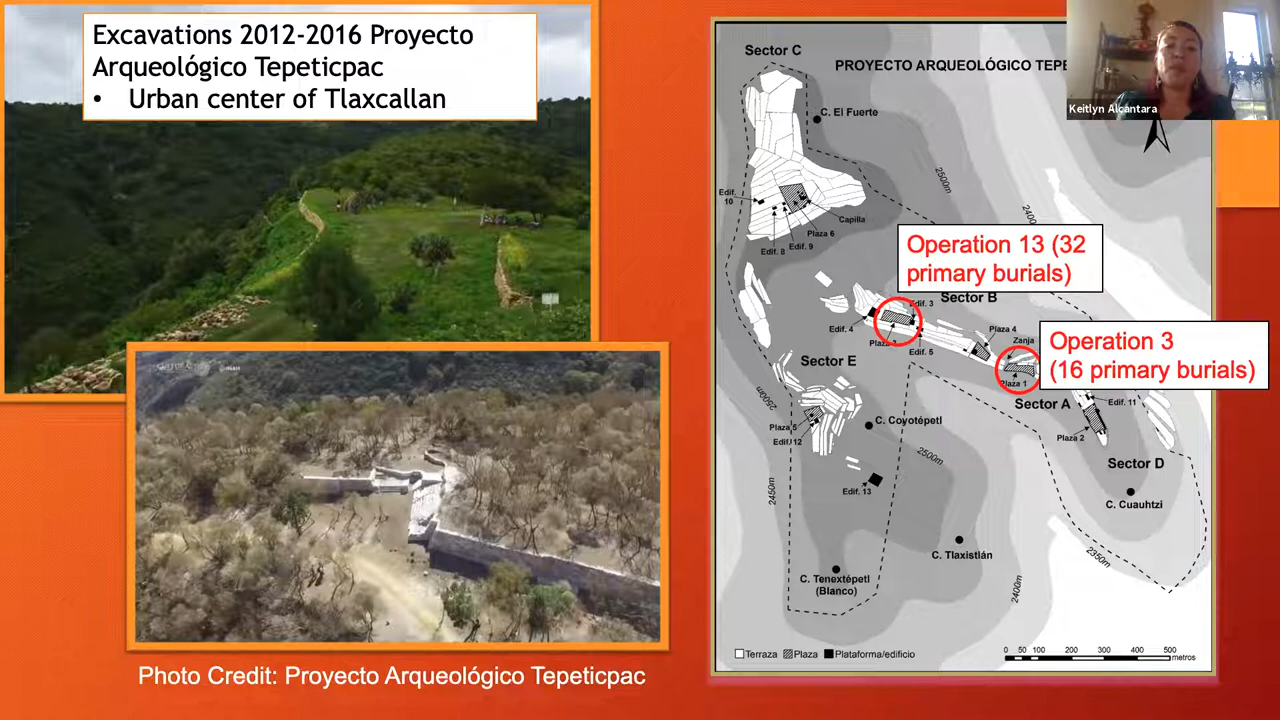 Excavations 2012-2016 Proyecto
Arqueológico Tepeticpac
• Urban center of Tlaxcallan
Photo Credit: Proyecto Arqueológico Tepeticpac
Sector C
PROYECTO ARQUEOLÓGICO TEPE
Keitlyn Alcántara
C. El Fuerte
2500m
2400
Edif.
10
Capilla
Plaza 6
Edif. 9
Edif. 8
Operation 13 (32
primary burials)
Edif. 3
Sector B
Edif. 4
Plaza
Edif. 5
Plaza 4
Zanja
Operation 3
(16 primary burials)
Plaza 1
Sector E
Sector A
Edif. 11
Plaza 2
2500m
Plaza 5
Edif. 12
C. Coyotépetl
2500m
Sector D
C. Cuauhtzi
2450m
Edif. 13
C. Tlaxistlán
2350m
C. Tenextépetl
(Blanco)
2400m
Terraza Plaza Plataforma/edificio
0 50 100 200 300 400 500
metros